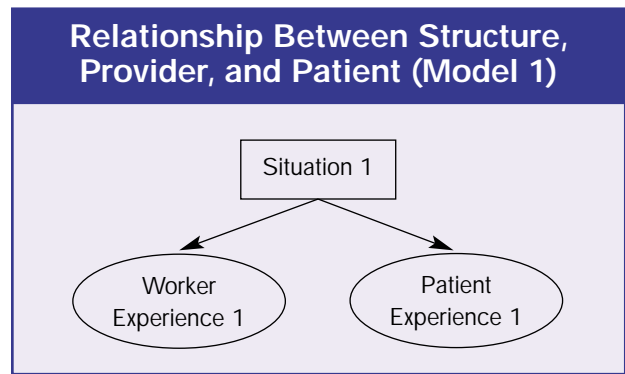 Relationship Between Structure,
Provider, and Patient (Model 1)
Situation 1
Worker
Experience 1
Patient
Experience 1